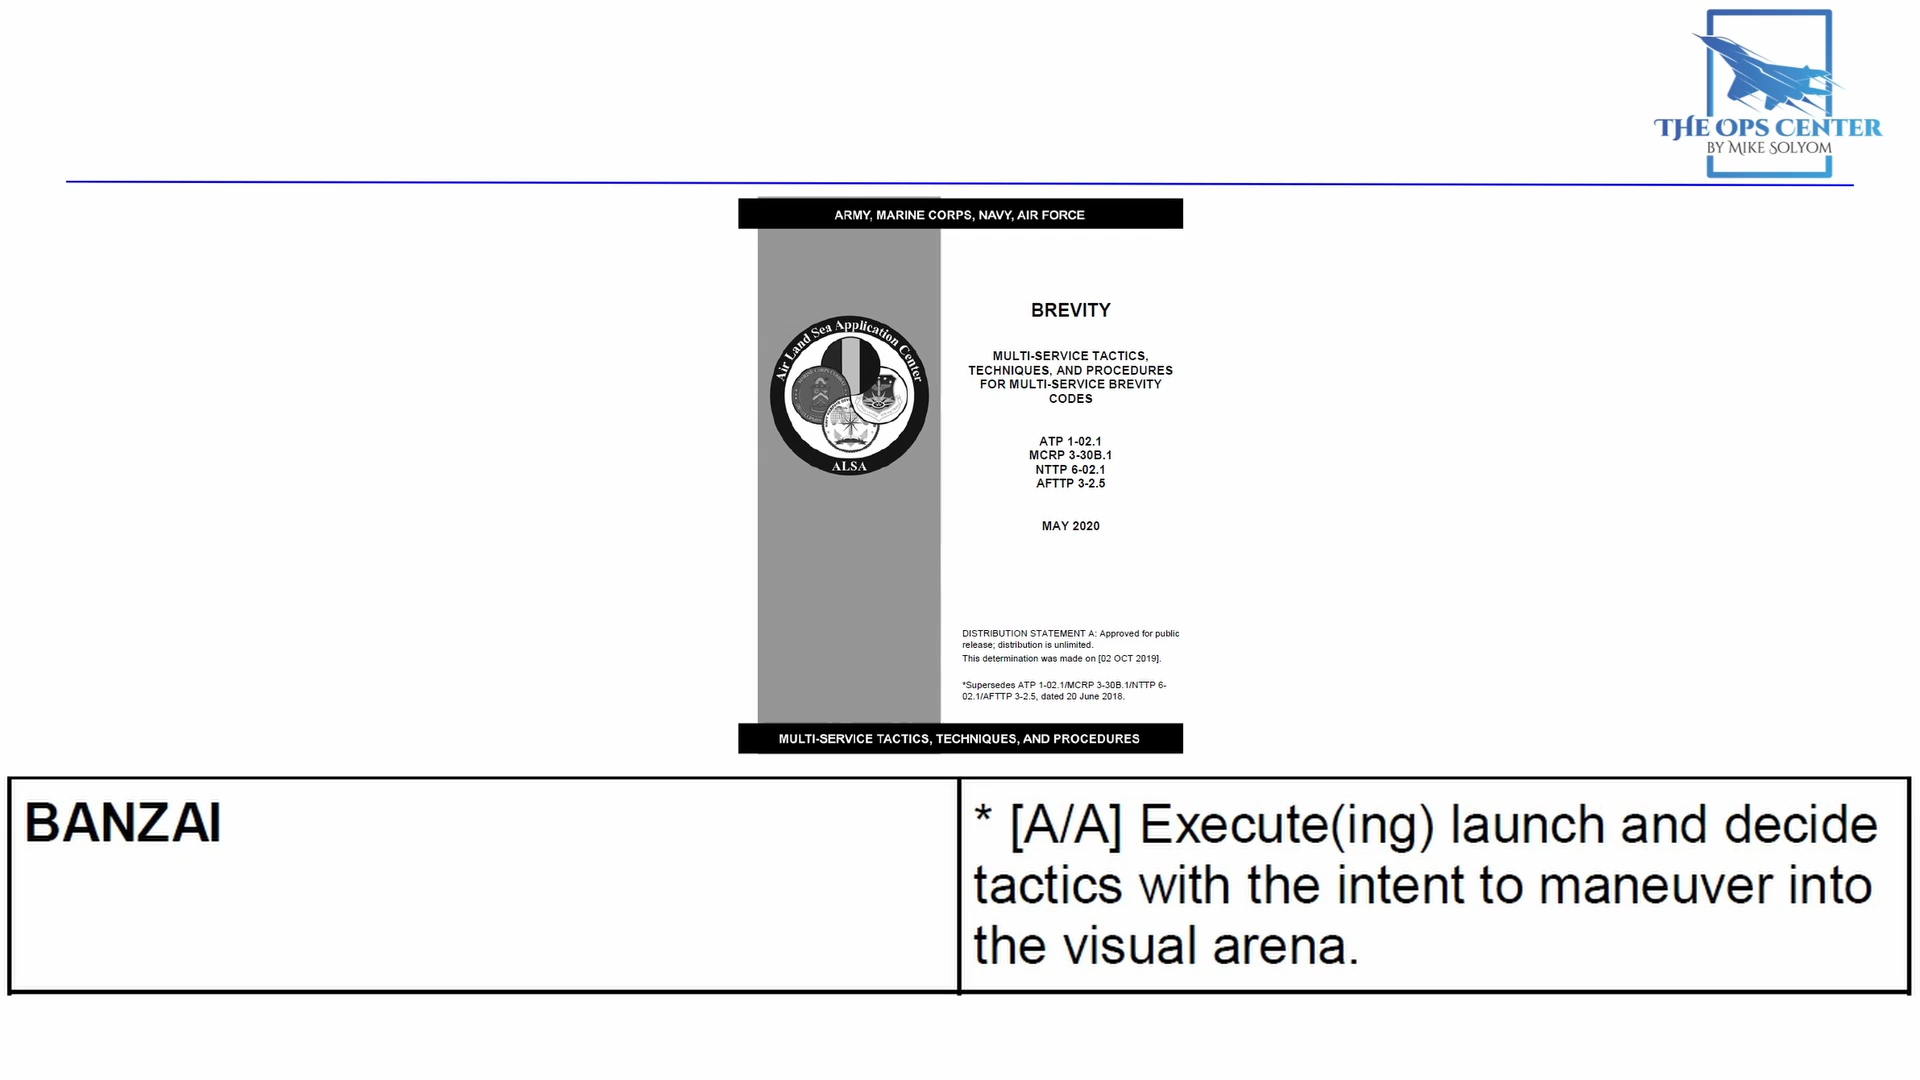 THE OPS CENTER
BY MIKE SOLYOM
ARMY, MARINE CORPS, NAVY, AIR FORCE
Air Land Sea Application Center
ALSA
BREVITY
MULTI-SERVICE TACTICS,
TECHNIQUES, AND PROCEDURES
FOR MULTI-SERVICE BREVITY
CODES
ATP 1-02.1
MCRP 3-30B.1
NTTP 6-02.1
AFTTP 3-2.5
MAY 2020
DISTRIBUTION STATEMENT A: Approved for public
release; distribution is unlimited.
This determination was made on [02 OCT 2019].
*Supersedes ATP 1-02.1/MCRP 3-30B.1/NTTP 6-
02.1/AFTTP 3-2.5, dated 20 June 2018.
MULTI-SERVICE TACTICS, TECHNIQUES, AND PROCEDURES
BANZAI
* [A/A] Execute(ing) launch and decide
tactics with the intent to maneuver into
the visual arena.